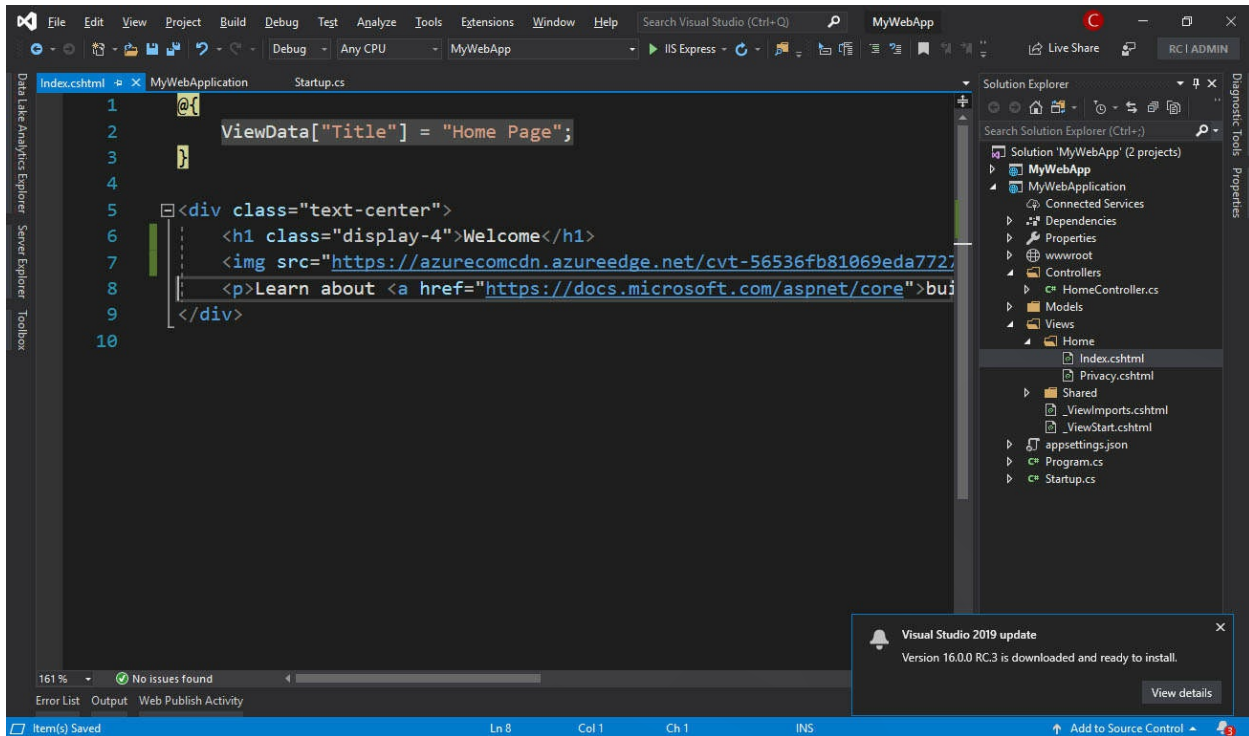 File Edit View Project Build Debug Test Analyze Tools Extensions Window Help Search Visual Studio (Ctrl+Q) MyWebApp C
Debug Any CPU MyWebApp IIS Express Live Share RC | ADMIN
Index.cshtml MyWebApplication Startup.cs
Data Lake Analytics Explorer
Server Explorer
Toolbox
1 @{
2 ViewData["Title"] = "Home Page";
3 }
4
5 <div class="text-center">
6 <h1 class="display-4">Welcome</h1>
7 <img src="https://azurecomcdn.azureedge.net/cvt-56536fb81069eda7727
8 <p>Learn about <a href="https://docs.microsoft.com/aspnet/core">bui
9 </div>
10
161 % No issues found
Error List Output Web Publish Activity
Solution Explorer
Search Solution Explorer (Ctrl+;)
Solution 'MyWebApp' (2 projects)
MyWebApp
MyWebApplication
Connected Services
Dependencies
Properties
wwwroot
Controllers
C# HomeController.cs
Models
Views
Home
Index.cshtml
Privacy.cshtml
Shared
_ViewImports.cshtml
_ViewStart.cshtml
appsettings.json
C# Program.cs
C# Startup.cs
Diagnostic Tools
Properties
Visual Studio 2019 update
Version 16.0.0 RC.3 is downloaded and ready to install.
View details
Item(s) Saved Ln 8 Col 1 Ch 1 INS Add to Source Control 3